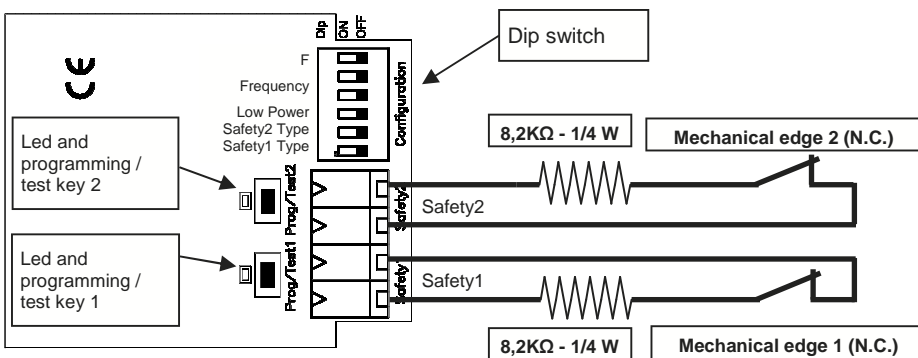 Dip
ON
OFF
Dip switch
F
Frequency
Low Power
Safety2 Type
Safety1 Type
Configuration
CE
Led and
programming /
test key 2
Prog/Test2
Safety2
8,2KΩ - 1/4 W
Mechanical edge 2 (N.C.)
Safety2
Led and
programming /
test key 1
Prog/Test1
Safety1
Safety1
8,2KΩ - 1/4 W
Mechanical edge 1 (N.C.)